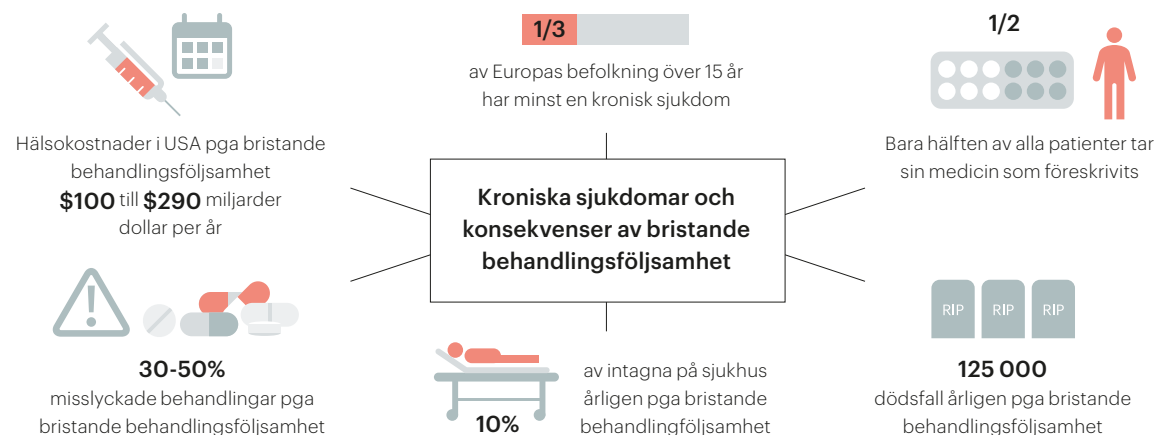 Hälsokostnader i USA pga bristande
behandlingsföljsamhet
$100 till $290 miljarder
dollar per år
1/3
av Europas befolkning över 15 år
har minst en kronisk sjukdom
1/2
Bara hälften av alla patienter tar
sin medicin som föreskrivits
Kroniska sjukdomar och
konsekvenser av bristande
behandlingsföljsamhet
30-50%
misslyckade behandlingar pga
bristande behandlingsföljsamhet
10%
av intagna på sjukhus
årligen pga bristande
behandlingföljsamhet
RIP RIP RIP
125 000
dödsfall årligen pga bristande
behandlingsföljsamhet